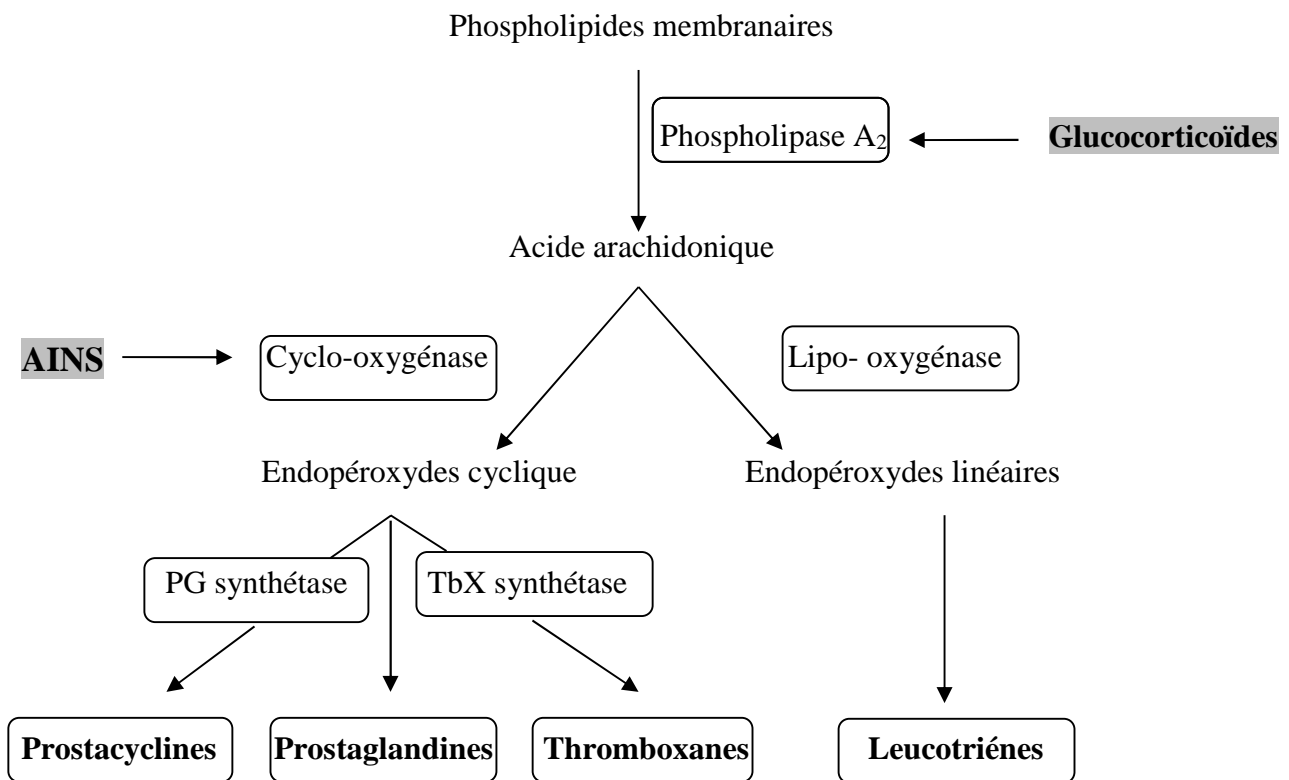 Phospholipides membranaires
Phospholipase A₂
Glucocorticoïdes
Acide arachidonique
AINS
Cyclo-oxygénase
Lipo- oxygénase
Endopéroxydes cyclique
Endopéroxydes linéaires
PG synthétase
TbX synthétase
Prostacyclines
Prostaglandines
Thromboxanes
Leucotriénes